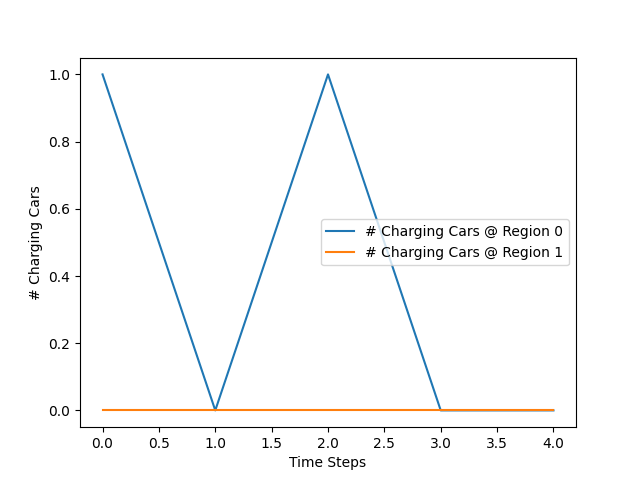 1.0
0.8
0.6
0.4
0.2
0.0
# Charging Cars
# Charging Cars @ Region 0
# Charging Cars @ Region 1
0.0 0.5 1.0 1.5 2.0 2.5 3.0 3.5 4.0
Time Steps